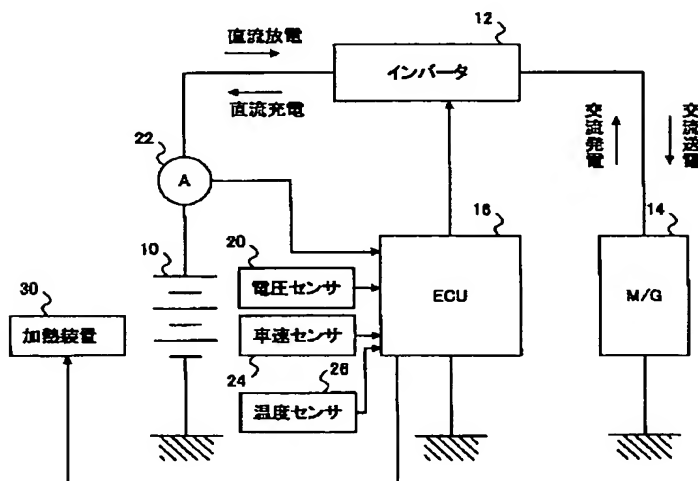 12
直流放電
インバータ
直流充電
22
交流発電
交流送電
A
16
14
10
20
30
電圧センサ
ECU
M/G
加熱装置
車速センサ
24
26
温度センサ